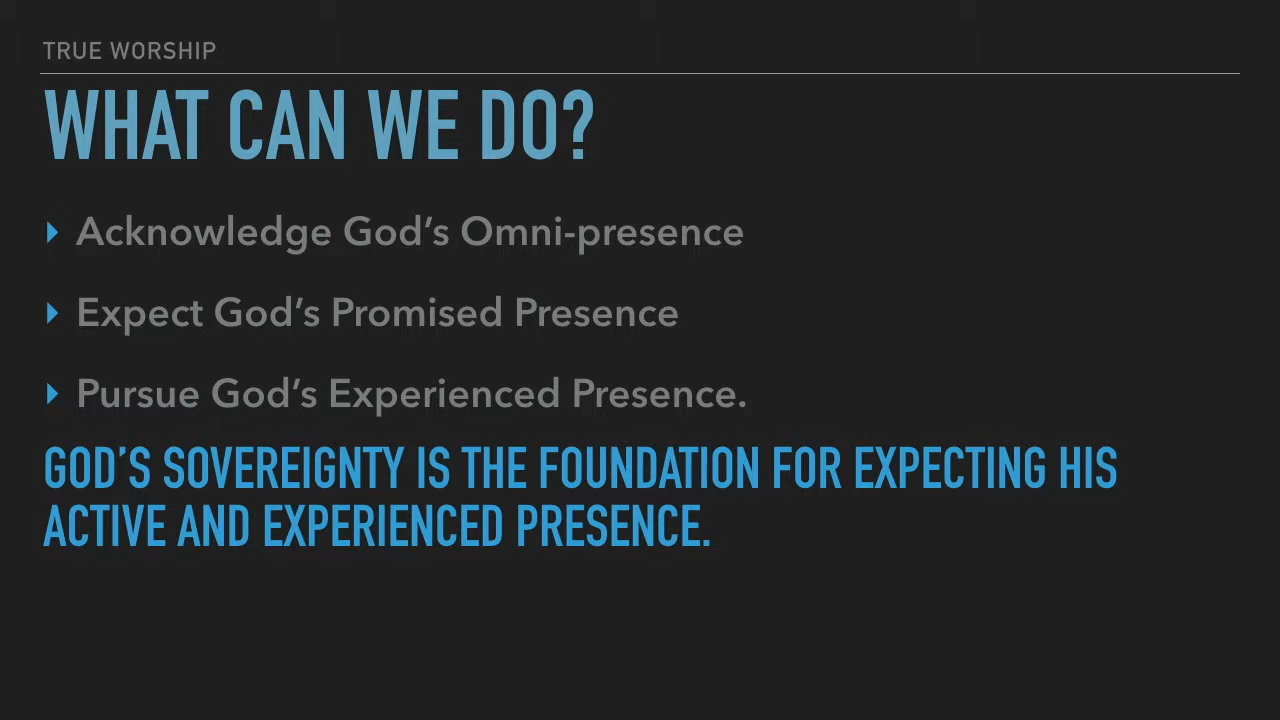 TRUE WORSHIP
WHAT CAN WE DO?
▸ Acknowledge God’s Omni-presence
▸ Expect God’s Promised Presence
▸ Pursue God’s Experienced Presence.
GOD’S SOVEREIGNTY IS THE FOUNDATION FOR EXPECTING HIS
ACTIVE AND EXPERIENCED PRESENCE.